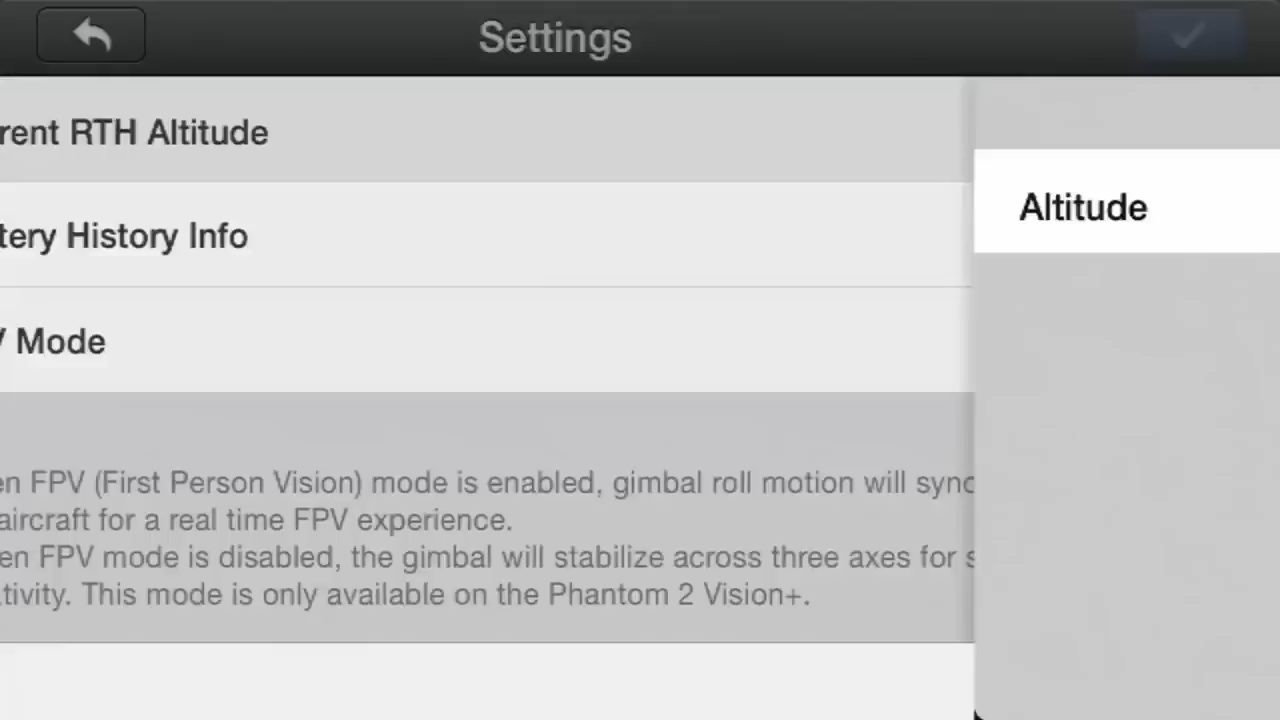 Settings
rent RTH Altitude
Altitude
tery History Info
Mode
en FPV (First Person Vision) mode is enabled, gimbal roll motion will sync
aircraft for a real time FPV experience.
en FPV mode is disabled, the gimbal will stabilize across three axes for s
tivity. This mode is only available on the Phantom 2 Vision+.